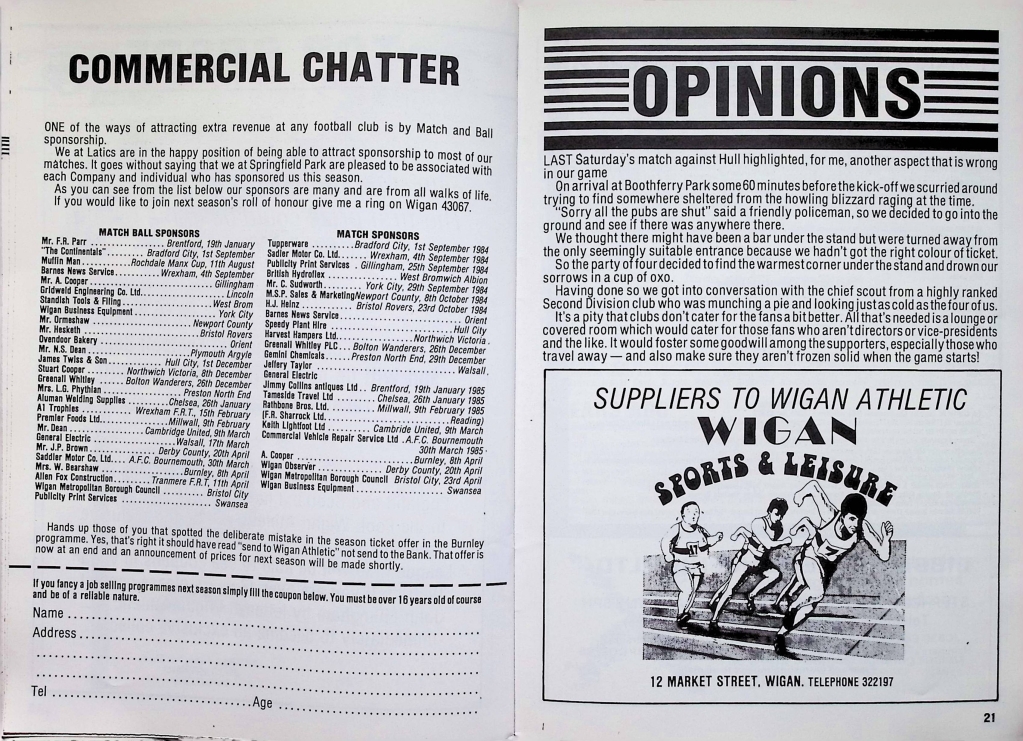 COMMERCIAL CHATTER
ONE of the ways of attracting extra revenue at any football club is by Match and Ball
sponsorship.
We at Latics are in the happy position of being able to attract sponsorship to most of our
matches. It goes without saying that we at Springfield Park are pleased to be associated with
each Company and individual who has sponsored us this season.
As you can see from the list below our sponsors are many and are from all walks of life.
If you would like to join next season's roll of honour give me a ring on Wigan 43067.
MATCH BALL SPONSORS
Mr. F.R. Parr .................. Brentford, 19th January
"The Continentals" ......... Bradford City, 1st September
Muffin Man ........... Rochdale Manx Cup, 11th August
Barnes News Service ............ Wrexham, 4th September
Mr. A. Cooper .................................. Gillingham
Gridweld Engineering Co. Ltd. ...................... Lincoln
Standish Tools & Filing ....................... West Brom
Wigan Business Equipment ..................... York City
Mr. Ormeshaw ............................ Newport County
Mr. Hesketh ............................... Bristol Rovers
Ovendoor Bakery ................................... Orient
Mr. N.S. Dean ........................... Plymouth Argyle
James Twiss & Son ............... Hull City, 1st December
Stuart Cooper ........ Northwich Victoria, 8th December
Greenall Whitley ..... Bolton Wanderers, 26th December
Mrs. L.G. Phythian .................... Preston North End
Aluman Welding Supplies ........... Chelsea, 26th January
A1 Trophies .......... Wrexham F.R.T., 15th February
Premier Foods Ltd. ............... Millwall, 9th February
Mr. Dean .................. Cambridge United, 9th March
General Electric ................... Walsall, 17th March
Mr. J.P. Brown ............... Derby County, 20th April
Saddler Motor Co. Ltd. .... A.F.C. Bournemouth, 30th March
Mrs. W. Bearshaw .................. Burnley, 8th April
Allen Fox Construction ......... Tranmere F.R.T, 11th April
Wigan Metropolitan Borough Council ........... Bristol City
Publicity Print Services ......................... Swansea
MATCH SPONSORS
Tupperware ......... Bradford City, 1st September 1984
Sadler Motor Co. Ltd. ....... Wrexham, 4th September 1984
Publicity Print Services . Gillingham, 25th September 1984
British Hydroflex ................ West Bromwich Albion
Mr. C. Sudworth ......... York City, 29th September 1984
M.S.P. Sales & Marketing Newport County, 8th October 1984
H.J. Heinz ............ Bristol Rovers, 23rd October 1984
Barnes News Service ............................... Orient
Speedy Plant Hire ............................. Hull City
Harvest Hampers Ltd. .................. Northwich Victoria.
Greenall Whitley PLC ... Bolton Wanderers, 26th December
Gemini Chemicals ...... Preston North End, 29th December
Jeffery Taylor .................................. Walsall.
General Electric
Jimmy Collins antiques Ltd .. Brentford, 19th January 1985
Tameside Travel Ltd ........... Chelsea, 26th January 1985
Rathbone Bros. Ltd. .......... Millwall, 9th February 1985
(F.R. Sharrock Ltd. ............................ Reading)
Keith Lightfoot Ltd ............. Cambride United, 9th March
Commercial Vehicle Repair Service Ltd .A.F.C. Bournemouth
30th March 1985
A. Cooper .............................. Burnley, 8th April
Wigan Observer ................. Derby County, 20th April
Wigan Metropolitan Borough Council Bristol City, 23rd April
Wigan Business Equipment ....................... Swansea
Hands up those of you that spotted the deliberate mistake in the season ticket offer in the Burnley
programme. Yes, that's right it should have read "send to Wigan Athletic" not send to the Bank. That offer is
now at an end and an announcement of prices for next season will be made shortly.
If you fancy a job selling programmes next season simply fill the coupon below. You must be over 16 years old of course
and be of a reliable nature.
Name ........................................
Address ........................................
Tel ........................................ Age ........................................
OPINIONS
LAST Saturday's match against Hull highlighted, for me, another aspect that is wrong
in our game
On arrival at Boothferry Park some 60 minutes before the kick-off we scurried around
trying to find somewhere sheltered from the howling blizzard raging at the time.
"Sorry all the pubs are shut" said a friendly policeman, so we decided to go into the
ground and see if there was anywhere there.
We thought there might have been a bar under the stand but were turned away from
the only seemingly suitable entrance because we hadn't got the right colour of ticket.
So the party of four decided to find the warmest corner under the stand and drown our
sorrows in a cup of oxo.
Having done so we got into conversation with the chief scout from a highly ranked
Second Division club who was munching a pie and looking just as cold as the four of us.
It's a pity that clubs don't cater for the fans a bit better. All that's needed is a lounge or
covered room which would cater for those fans who aren't directors or vice-presidents
and the like. It would foster some goodwill among the supporters, especially those who
travel away — and also make sure they aren't frozen solid when the game starts!
SUPPLIERS TO WIGAN ATHLETIC
WIGAN
SPORTS & LEISURE
12 MARKET STREET, WIGAN. TELEPHONE 322197
21